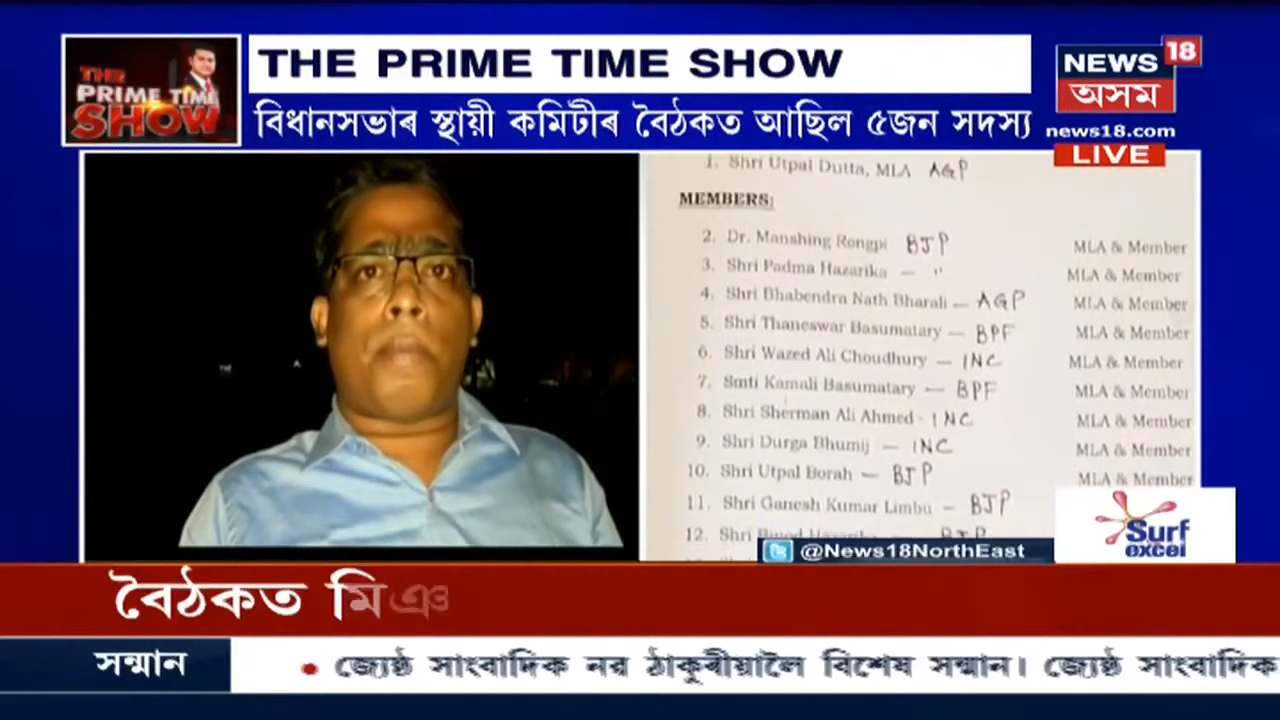 THE
PRIME TIME
SHOW
THE PRIME TIME SHOW
বিধানসভাৰ স্থায়ী কমিটীৰ বৈঠকত আছিল ৫জন সদস্য
NEWS 18
অসম
news18.com
LIVE
1. Shri Utpal Dutta, MLA AGP
MEMBERS:
2. Dr. Manshing Rongpi BJP MLA & Member
3. Shri Padma Hazarika — " MLA & Member
4. Shri Bhabendra Nath Bharali — AGP MLA & Member
5. Shri Thaneswar Basumatary — BPF MLA & Member
6. Shri Wazed Ali Choudhury — INC MLA & Member
7. Smti Kamali Basumatary — BPF MLA & Member
8. Shri Sherman Ali Ahmed - INC MLA & Member
9. Shri Durga Bhumij — INC MLA & Member
10. Shri Utpal Borah — BJP MLA & Member
11. Shri Ganesh Kumar Limbu — BJP
12. Shri
@News18NorthEast
Surf
excel
বৈঠকত মিঞ
সন্মান
• জ্যেষ্ঠ সাংবাদিক নর ঠাকুৰীয়ালৈ বিশেষ সন্মান। জ্যেষ্ঠ সাংবাদিক